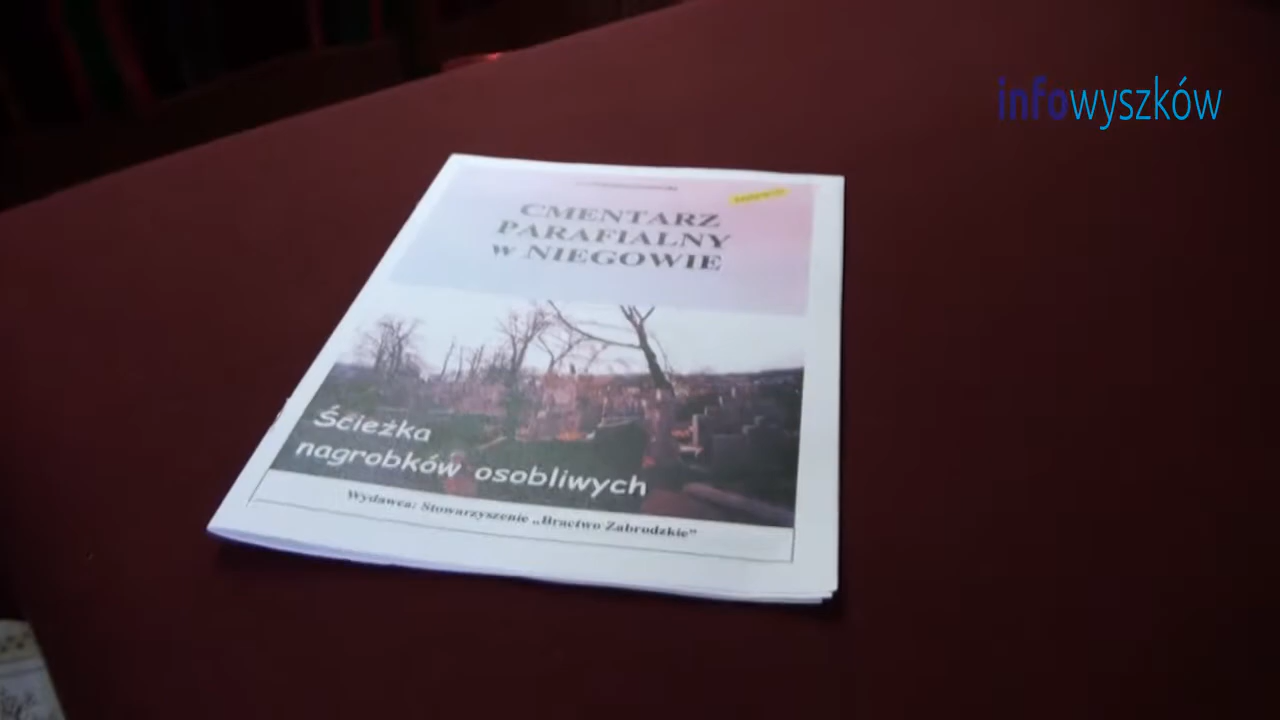 infowyszków
CMENTARZ
PARAFIALNY
w NIEGOWIE
Ścieżka
nagrobków osobliwych
Wydawca: Stowarzyszenie „Bractwo Zabrodzkie”